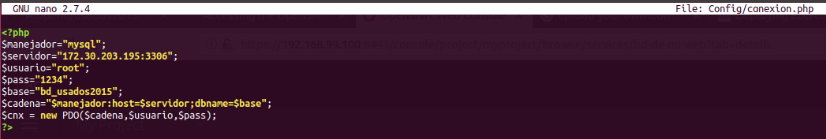 GNU nano 2.7.4 File: Config/conexion.php
<?php
$manejador="mysql";
$servidor="172.30.203.195:3306";
$usuario="root";
$pass="1234";
$base="bd_usados2015";
$cadena="$manejador:host=$servidor;dbname=$base";
$cnx = new PDO($cadena,$usuario,$pass);
?>